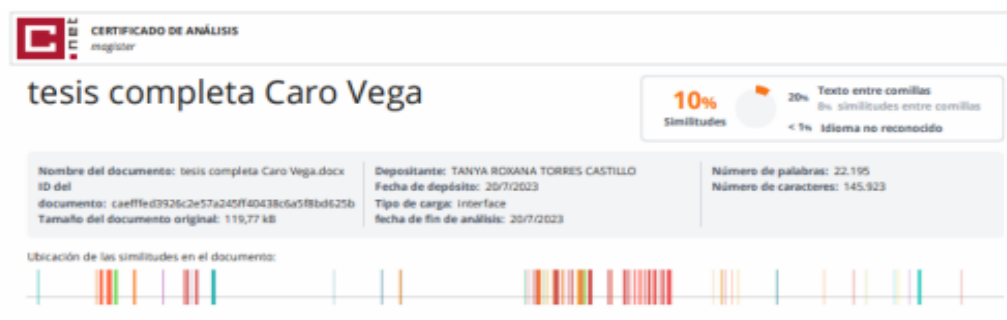 C.net
CERTIFICADO DE ANÁLISIS
magister
tesis completa Caro Vega
10%
Similitudes
20% Texto entre comillas
8% similitudes entre comillas
< 1% Idioma no reconocido
Nombre del documento: tesis completa Caro Vega.docx
ID del
documento: caefffed3926c2e57a245ff40438c6a5f8bd625b
Tamaño del documento original: 119,77 kB
Depositante: TANYA ROXANA TORRES CASTILLO
Fecha de depósito: 20/7/2023
Tipo de carga: interface
fecha de fin de análisis: 20/7/2023
Número de palabras: 22.195
Número de caracteres: 145.923
Ubicación de las similitudes en el documento: